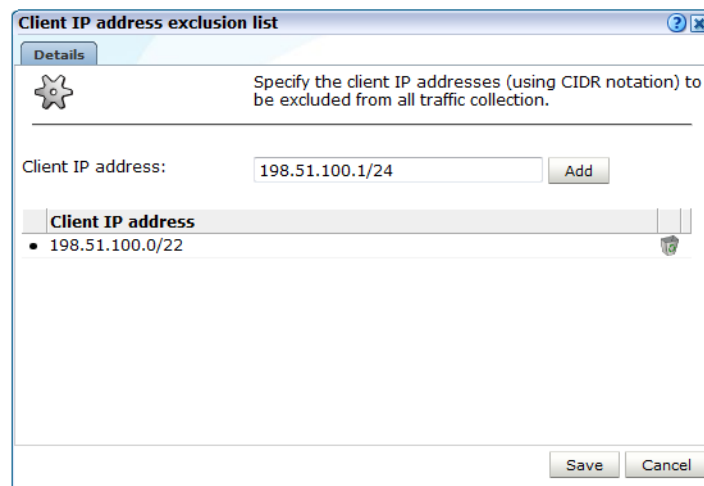 Client IP address exclusion list
Details
Specify the client IP addresses (using CIDR notation) to
be excluded from all traffic collection.
Client IP address:
198.51.100.1/24
Add
Client IP address
198.51.100.0/22
Save
Cancel